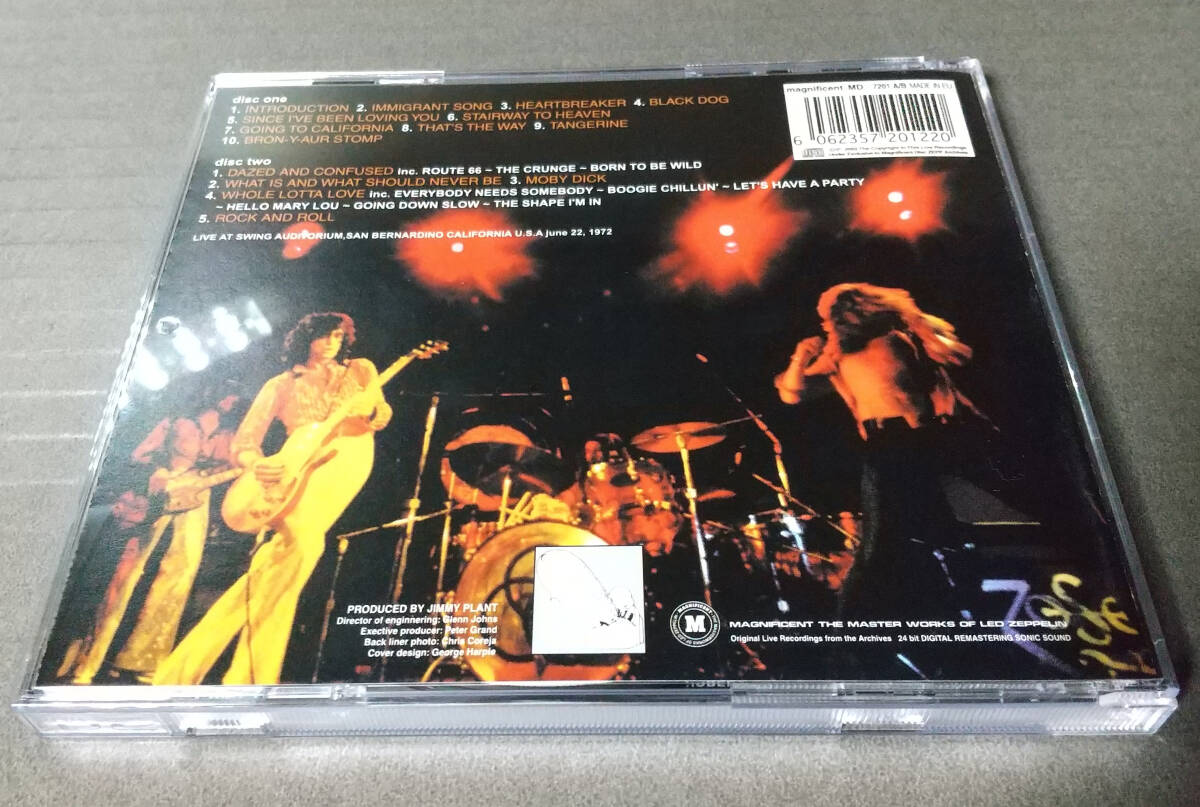 disc one
1. INTRODUCTION 2. IMMIGRANT SONG 3. HEARTBREAKER 4. BLACK DOG
5. SINCE I'VE BEEN LOVING YOU 6. STAIRWAY TO HEAVEN
7. GOING TO CALIFORNIA 8. THAT'S THE WAY 9. TANGERINE
10. BRON-Y-AUR STOMP
disc two
1. DAZED AND CONFUSED inc. ROUTE 66 ~ THE CRUNGE ~ BORN TO BE WILD
2. WHAT IS AND WHAT SHOULD NEVER BE 3. MOBY DICK
4. WHOLE LOTTA LOVE inc. EVERYBODY NEEDS SOMEBODY ~ BOOGIE CHILLUN' ~ LET'S HAVE A PARTY
~ HELLO MARY LOU ~ GOING DOWN SLOW ~ THE SHAPE I'M IN
5. ROCK AND ROLL
LIVE AT SWING AUDITORIUM,SAN BERNARDINO CALIFORNIA U.S.A june 22, 1972
magnificent MD. 7201 A/B MADE IN EU
6 062357 201220
PRODUCED BY JIMMY PLANT
Director of enginnering: Glenn Johns
Exective producer: Peter Grand
Back liner photo: Chris Coreja
Cover design: George Harple
MAGNIFICENT
M
MAGNIFICENT THE MASTER WORKS OF LED ZEPPELIN
Original Live Recordings from the Archives 24 bit DIGITAL REMASTERING SONIC SOUND